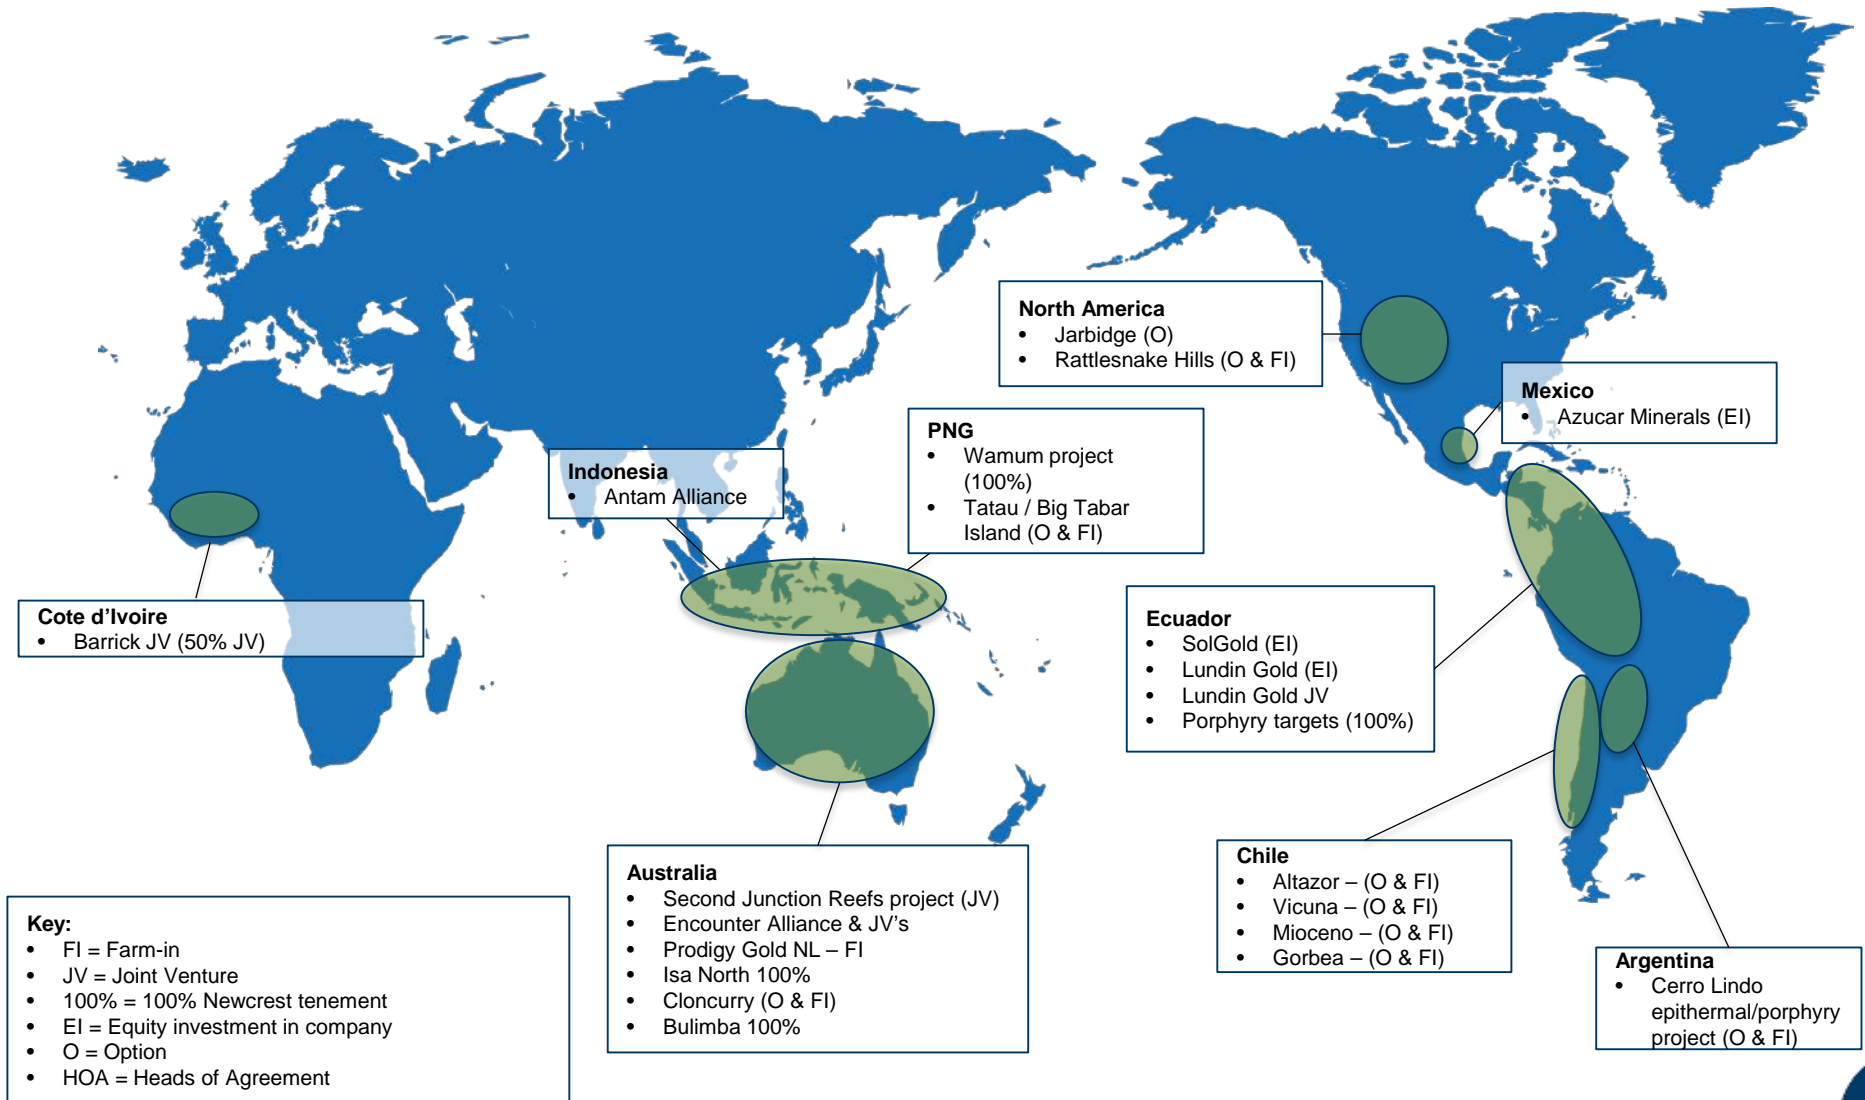 North America
• Jarbidge (O)
• Rattlesnake Hills (O & FI)
Mexico
• Azucar Minerals (EI)
PNG
• Wamum project
(100%)
• Tatau / Big Tabar
Island (O & FI)
Indonesia
• Antam Alliance
Cote d’Ivoire
• Barrick JV (50% JV)
Ecuador
• SolGold (EI)
• Lundin Gold (EI)
• Lundin Gold JV
• Porphyry targets (100%)
Australia
• Second Junction Reefs project (JV)
• Encounter Alliance & JV’s
• Prodigy Gold NL – FI
• Isa North 100%
• Cloncurry (O & FI)
• Bulimba 100%
Chile
• Altazor – (O & FI)
• Vicuna – (O & FI)
• Mioceno – (O & FI)
• Gorbea – (O & FI)
Argentina
• Cerro Lindo
epithermal/porphyry
project (O & FI)
Key:
• FI = Farm-in
• JV = Joint Venture
• 100% = 100% Newcrest tenement
• EI = Equity investment in company
• O = Option
• HOA = Heads of Agreement